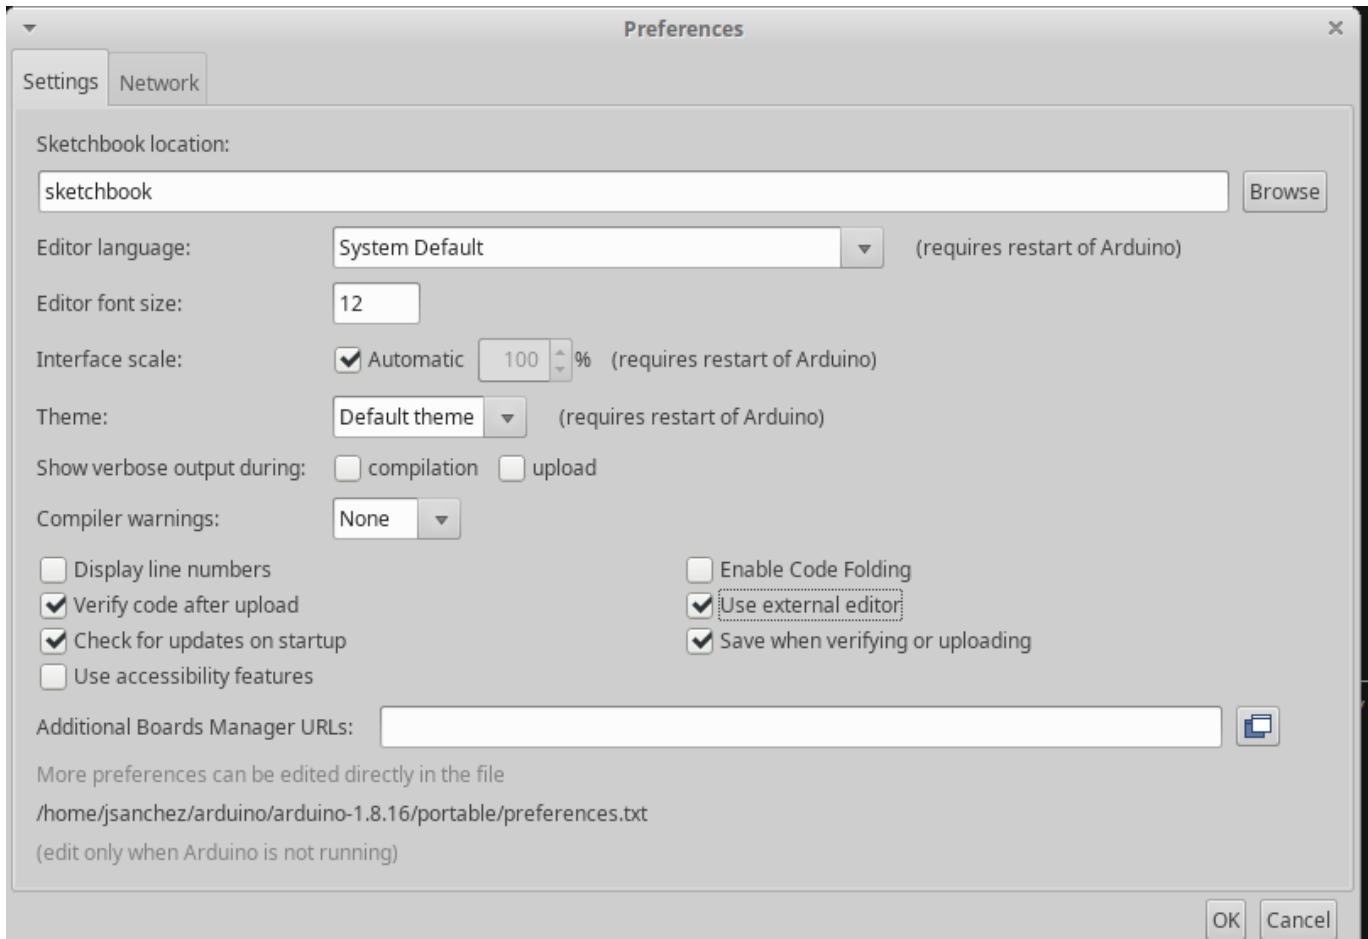 Preferences
Settings Network
Sketchbook location:
sketchbook Browse
Editor language: System Default (requires restart of Arduino)
Editor font size: 12
Interface scale: Automatic 100 % (requires restart of Arduino)
Theme: Default theme (requires restart of Arduino)
Show verbose output during: compilation upload
Compiler warnings: None
Display line numbers Enable Code Folding
Verify code after upload Use external editor
Check for updates on startup Save when verifying or uploading
Use accessibility features
Additional Boards Manager URLs:
More preferences can be edited directly in the file
/home/jsanchez/arduino/arduino-1.8.16/portable/preferences.txt
(edit only when Arduino is not running)
OK Cancel